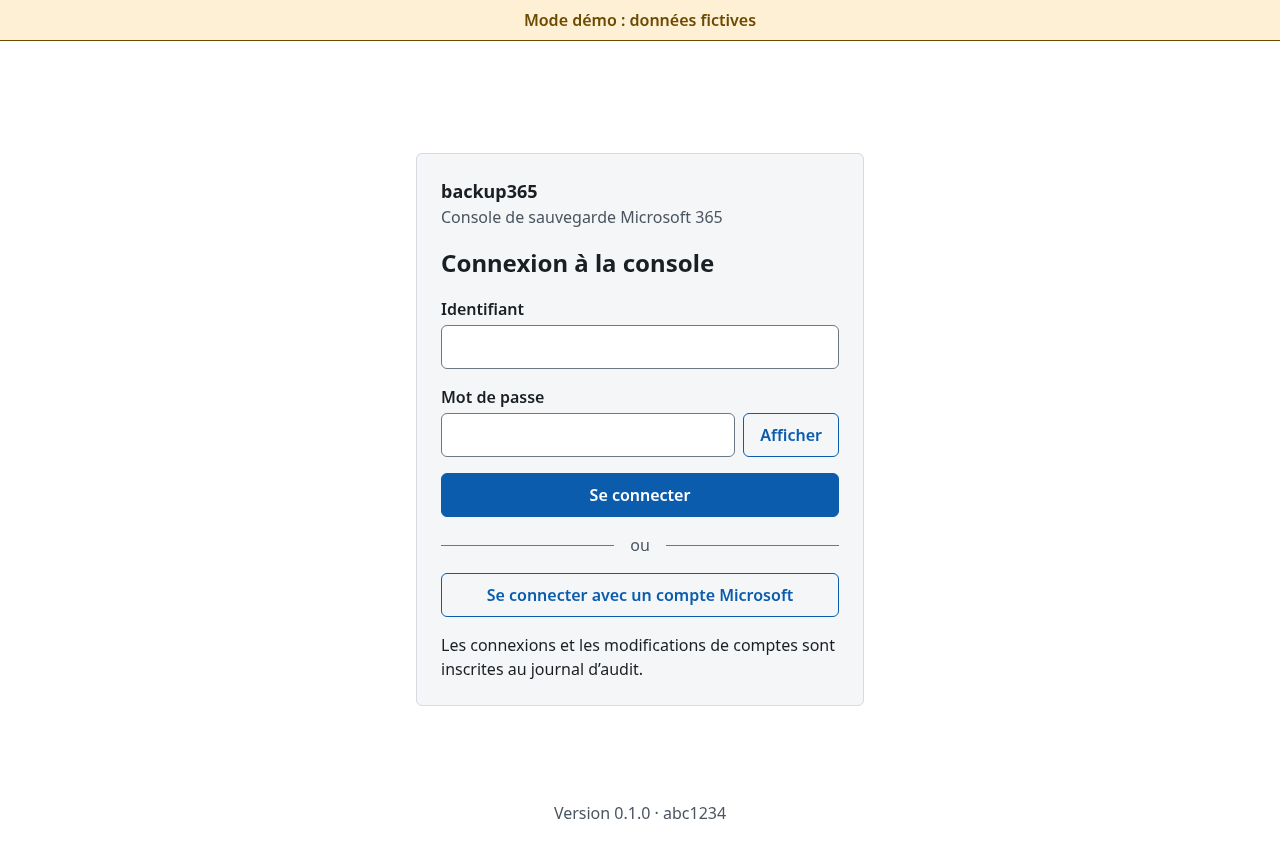 Mode démo : données fictives
backup365
Console de sauvegarde Microsoft 365
Connexion à la console
Identifiant
Mot de passe
Afficher
Se connecter
ou
Se connecter avec un compte Microsoft
Les connexions et les modifications de comptes sont
inscrites au journal d’audit.
Version 0.1.0 · abc1234